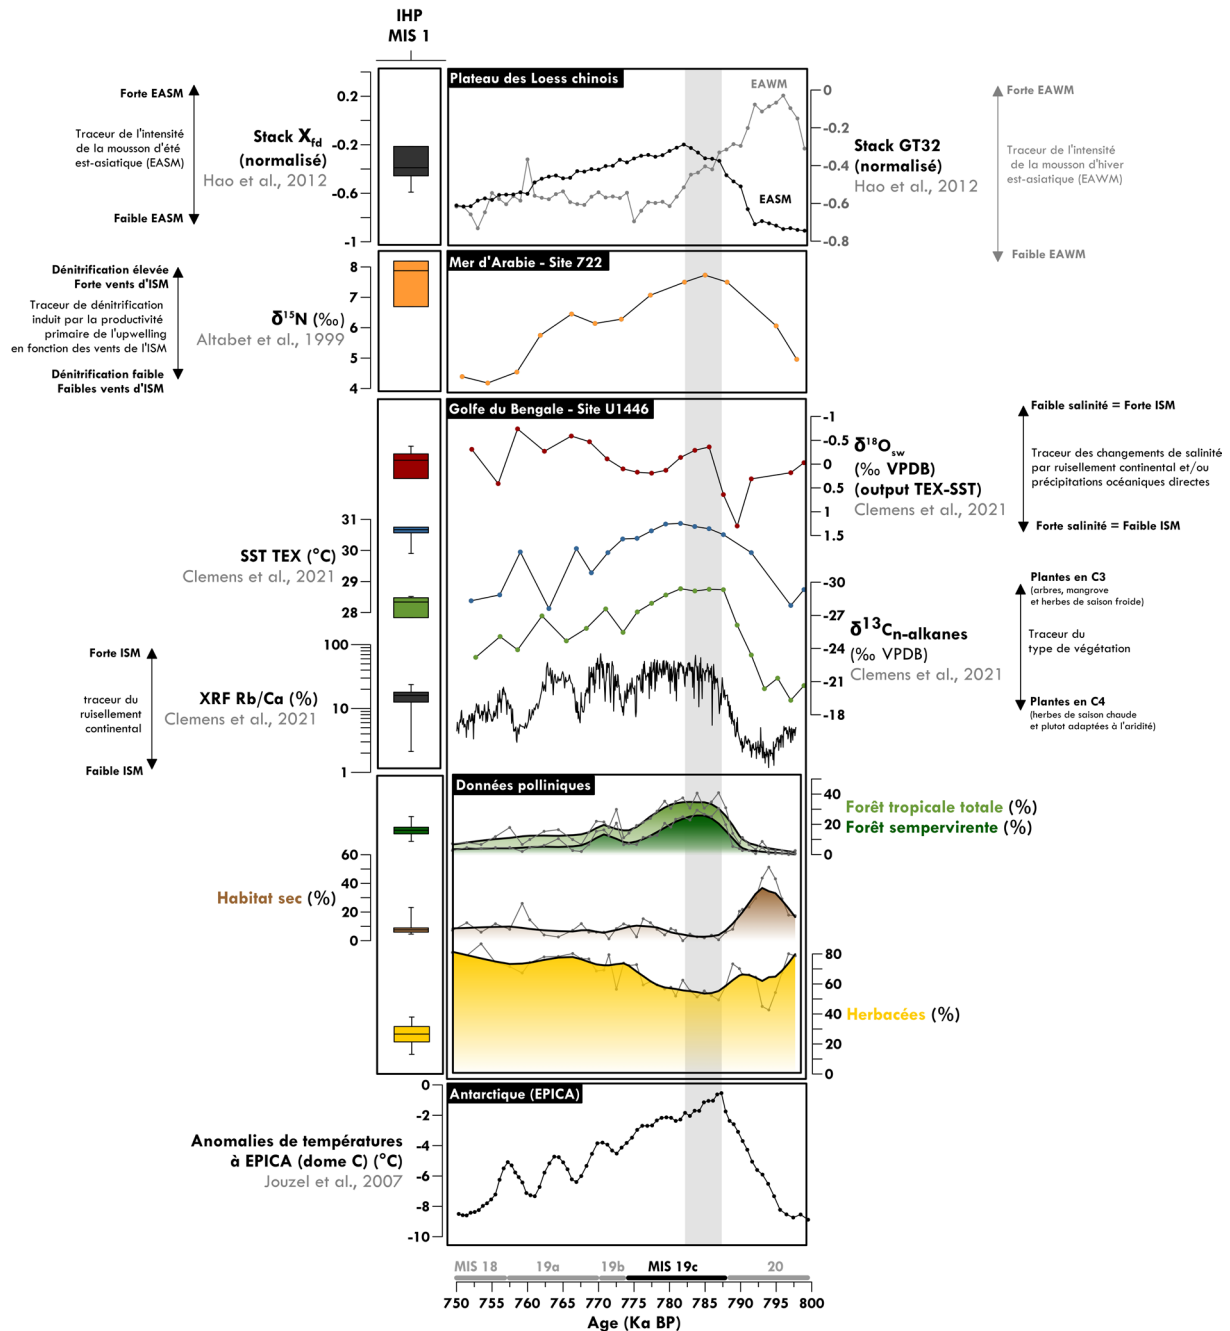 IHP
MIS 1
Plateau des Loess chinois
EAWM
EASM
Forte EASM
Traceur de l'intensité
de la mousson d'été
est-asiatique (EASM)
Faible EASM
Stack Xfd
(normalisé)
Hao et al., 2012
0.2
-0.2
-0.6
-1
0
-0.2
-0.4
-0.6
-0.8
Stack GT32
(normalisé)
Hao et al., 2012
Forte EAWM
Traceur de l'intensité
de la mousson d'hiver
est-asiatique (EAWM)
Faible EAWM
Mer d'Arabie - Site 722
Dénitrification élevée
Forte vents d'ISM
Traceur de dénitrification
induit par la productivité
primaire de l'upwelling
en fonction des vents de l'ISM
Dénitrification faible
Faibles vents d'ISM
δ¹⁵N (‰)
Altabet et al., 1999
8
7
6
5
4
Golfe du Bengale - Site U1446
-1
-0.5
0
0.5
1
1.5
δ¹⁸Osw
(‰ VPDB)
(output TEX-SST)
Clemens et al., 2021
Faible salinité = Forte ISM
Traceur des changements de salinité
par ruisellement continental et/ou
précipitations océaniques directes
Forte salinité = Faible ISM
SST TEX (°C)
Clemens et al., 2021
31
30
29
28
-30
-27
-24
-21
-18
δ¹³Cn-alkanes
(‰ VPDB)
Clemens et al., 2021
Plantes en C3
(arbres, mangrove
et herbes de saison froide)
Traceur du
type de végétation
Plantes en C4
(herbes de saison chaude
et plutot adaptées à l'aridité)
Forte ISM
traceur du
ruisellement
continental
Faible ISM
XRF Rb/Ca (%)
Clemens et al., 2021
100
10
1
Données polliniques
40
20
0
Forêt tropicale totale (%)
Forêt sempervirente (%)
Habitat sec (%)
60
40
20
0
80
60
40
20
0
Herbacées (%)
Antarctique (EPICA)
Anomalies de températures
à EPICA (dome C) (°C)
Jouzel et al., 2007
0
-2
-4
-6
-8
-10
MIS 18 19a 19b MIS 19c 20
750 755 760 765 770 775 780 785 790 795 800
Age (Ka BP)